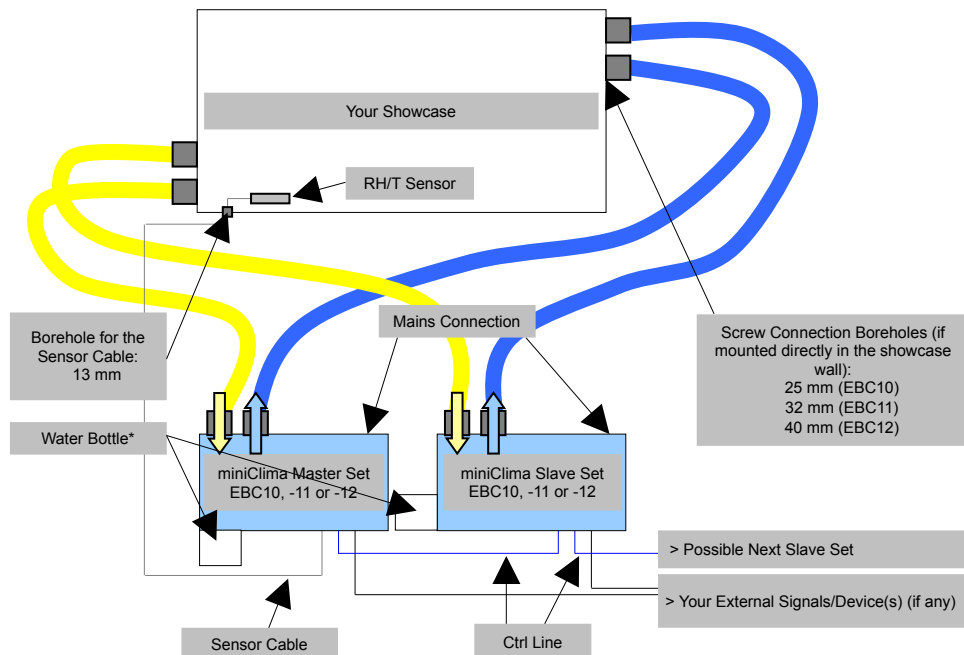 Your Showcase
RH/T Sensor
Borehole for the
Sensor Cable:
13 mm
Mains Connection
Screw Connection Boreholes (if
mounted directly in the showcase
wall):
25 mm (EBC10)
32 mm (EBC11)
40 mm (EBC12)
Water Bottle*
miniClima Master Set
EBC10, -11 or -12
miniClima Slave Set
EBC10, -11 or -12
> Possible Next Slave Set
> Your External Signals/Device(s) (if any)
Sensor Cable
Ctrl Line